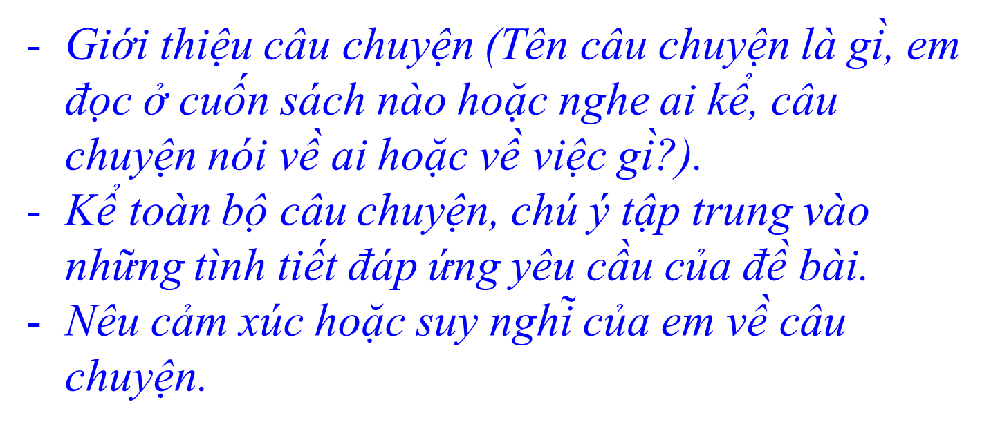 - Giới thiệu câu chuyện (Tên câu chuyện là gì, em
đọc ở cuốn sách nào hoặc nghe ai kể, câu
chuyện nói về ai hoặc về việc gì?).
- Kể toàn bộ câu chuyện, chú ý tập trung vào
những tình tiết đáp ứng yêu cầu của đề bài.
- Nêu cảm xúc hoặc suy nghĩ của em về câu
chuyện.